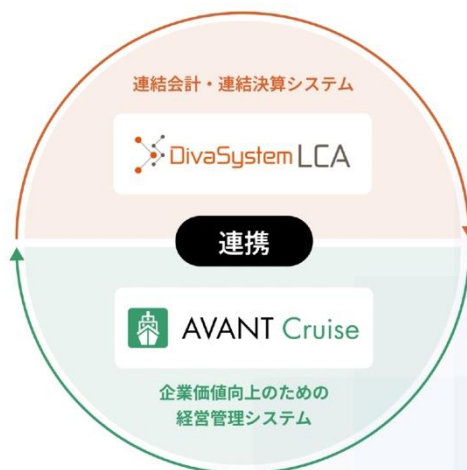 連結会計・連結決算システム
DivaSystem LCA
連携
AVANT Cruise
企業価値向上のための
経営管理システム